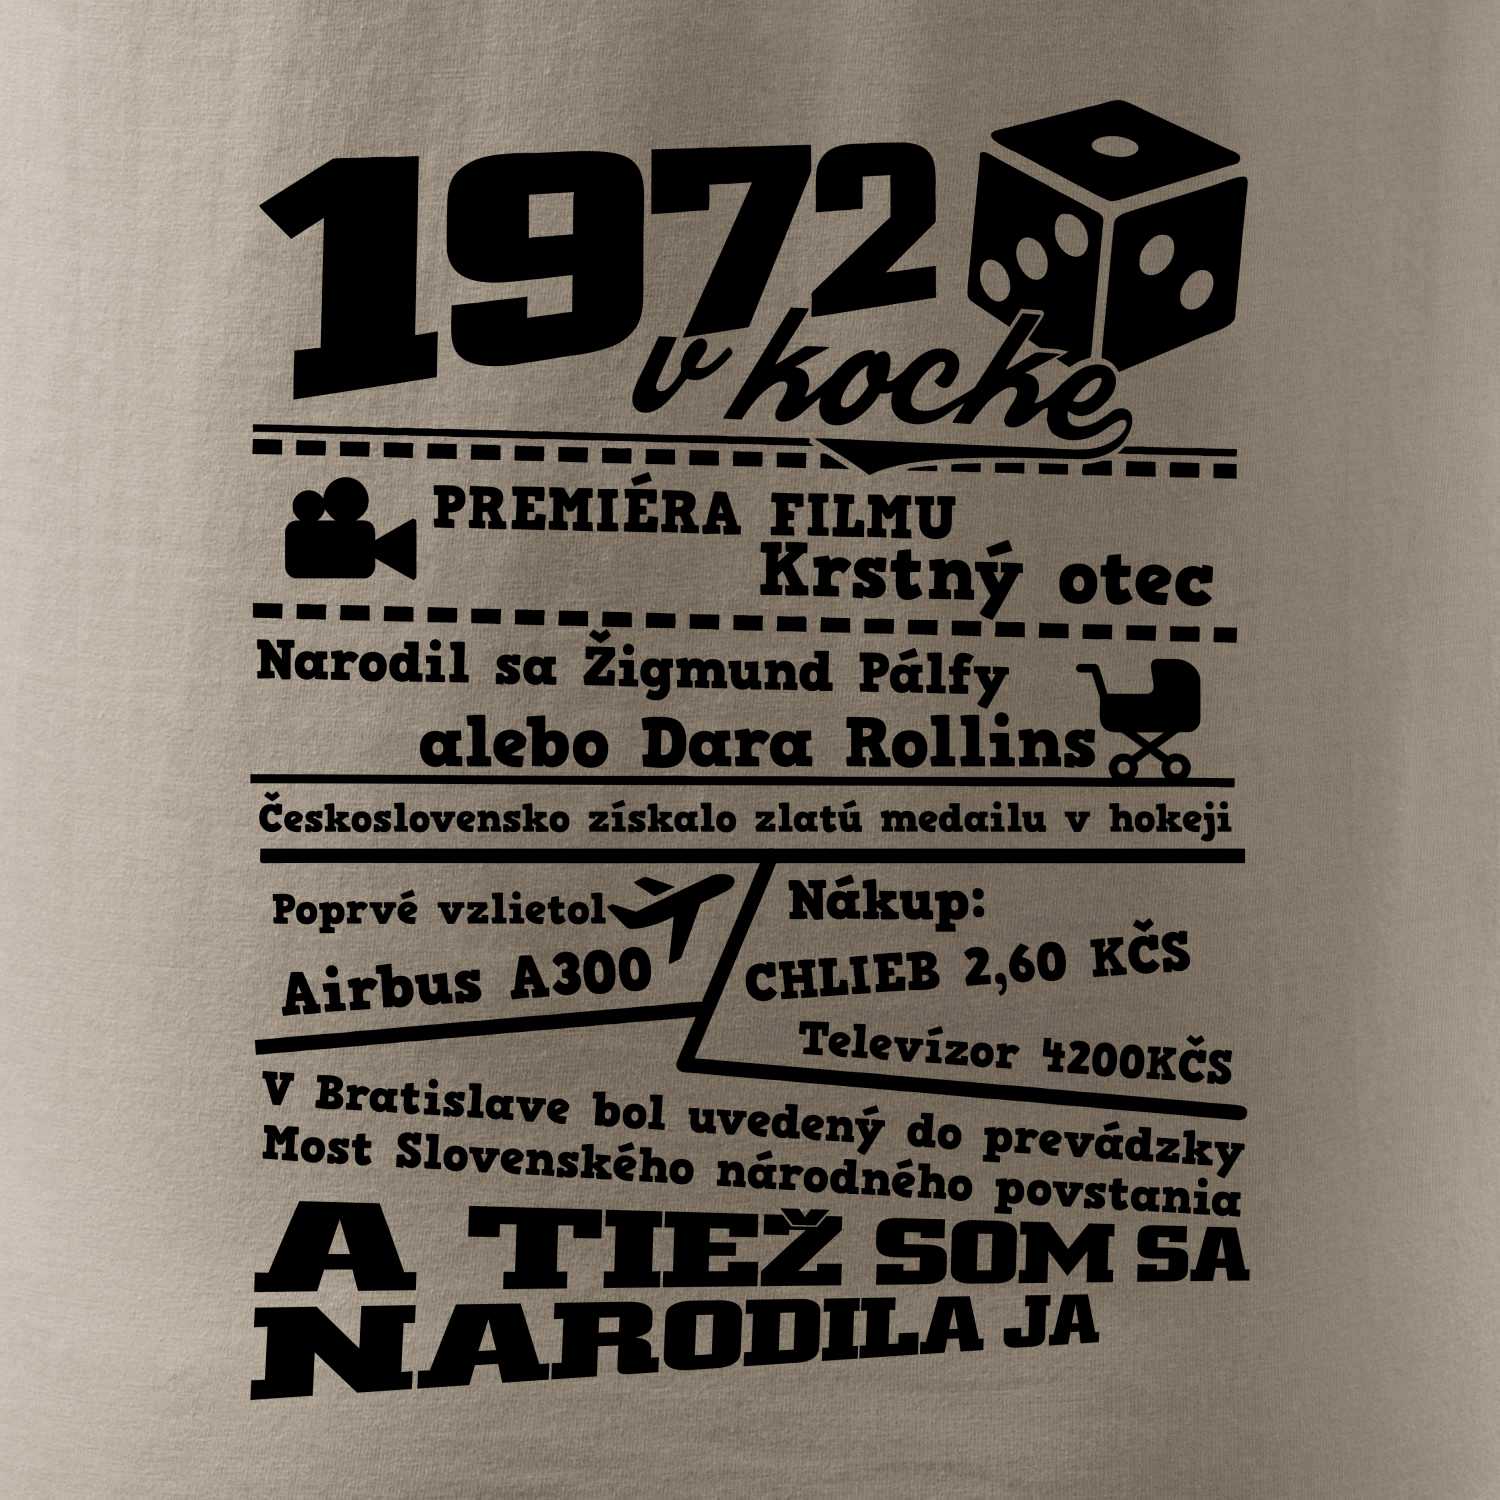 1972
v kocke
PREMIÉRA FILMU
Krstný otec
Narodil sa Žigmund Pálfy
alebo Dara Rollins
Československo získalo zlatú medailu v hokeji
Poprvé vzlietol
Airbus A300
Nákup:
CHLIEB 2,60 KČS
Televízor 4200KČS
V Bratislave bol uvedený do prevádzky
Most Slovenského národného povstania
A TIEŽ SOM SA
NARODILA JA